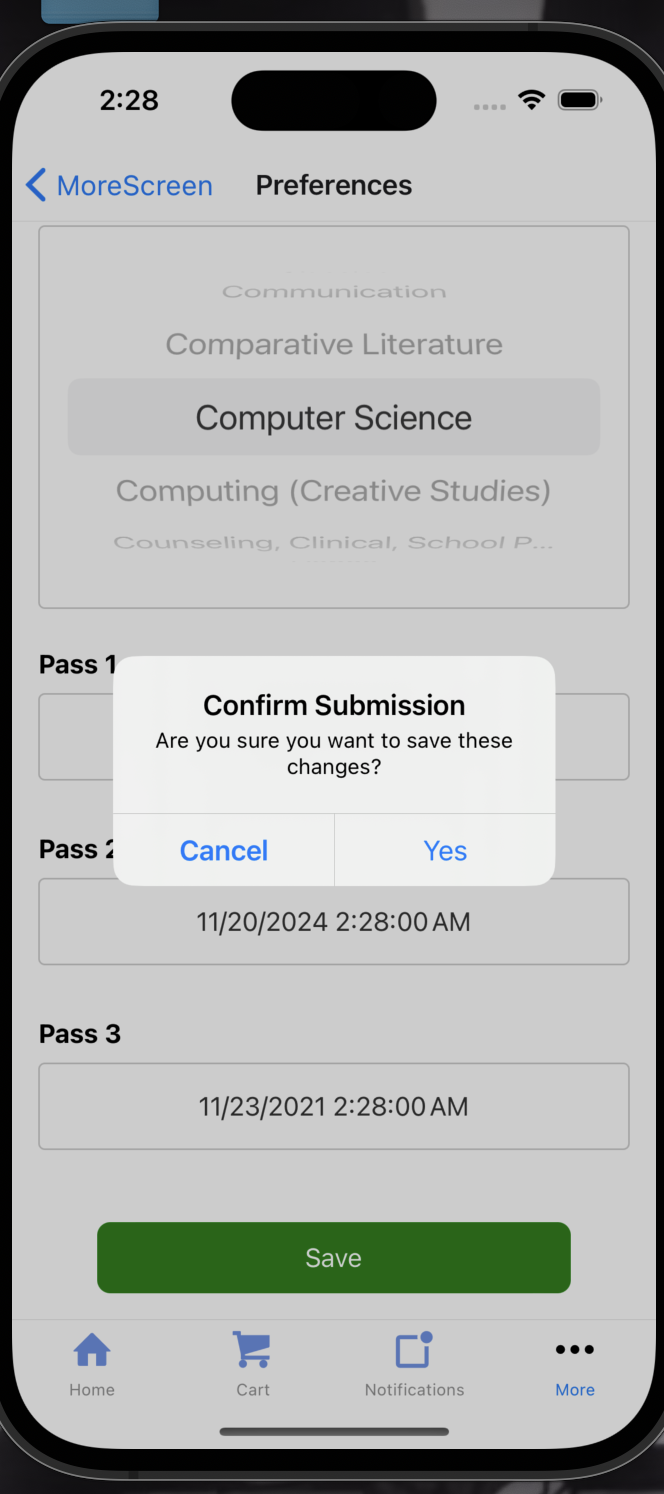 2:28
MoreScreen
Preferences
Communication
Comparative Literature
Computer Science
Computing (Creative Studies)
Counseling, Clinical, School P...
Pass 1
Confirm Submission
Are you sure you want to save these
changes?
Cancel
Yes
Pass 2
11/20/2024 2:28:00 AM
Pass 3
11/23/2021 2:28:00 AM
Save
Home
Cart
Notifications
More